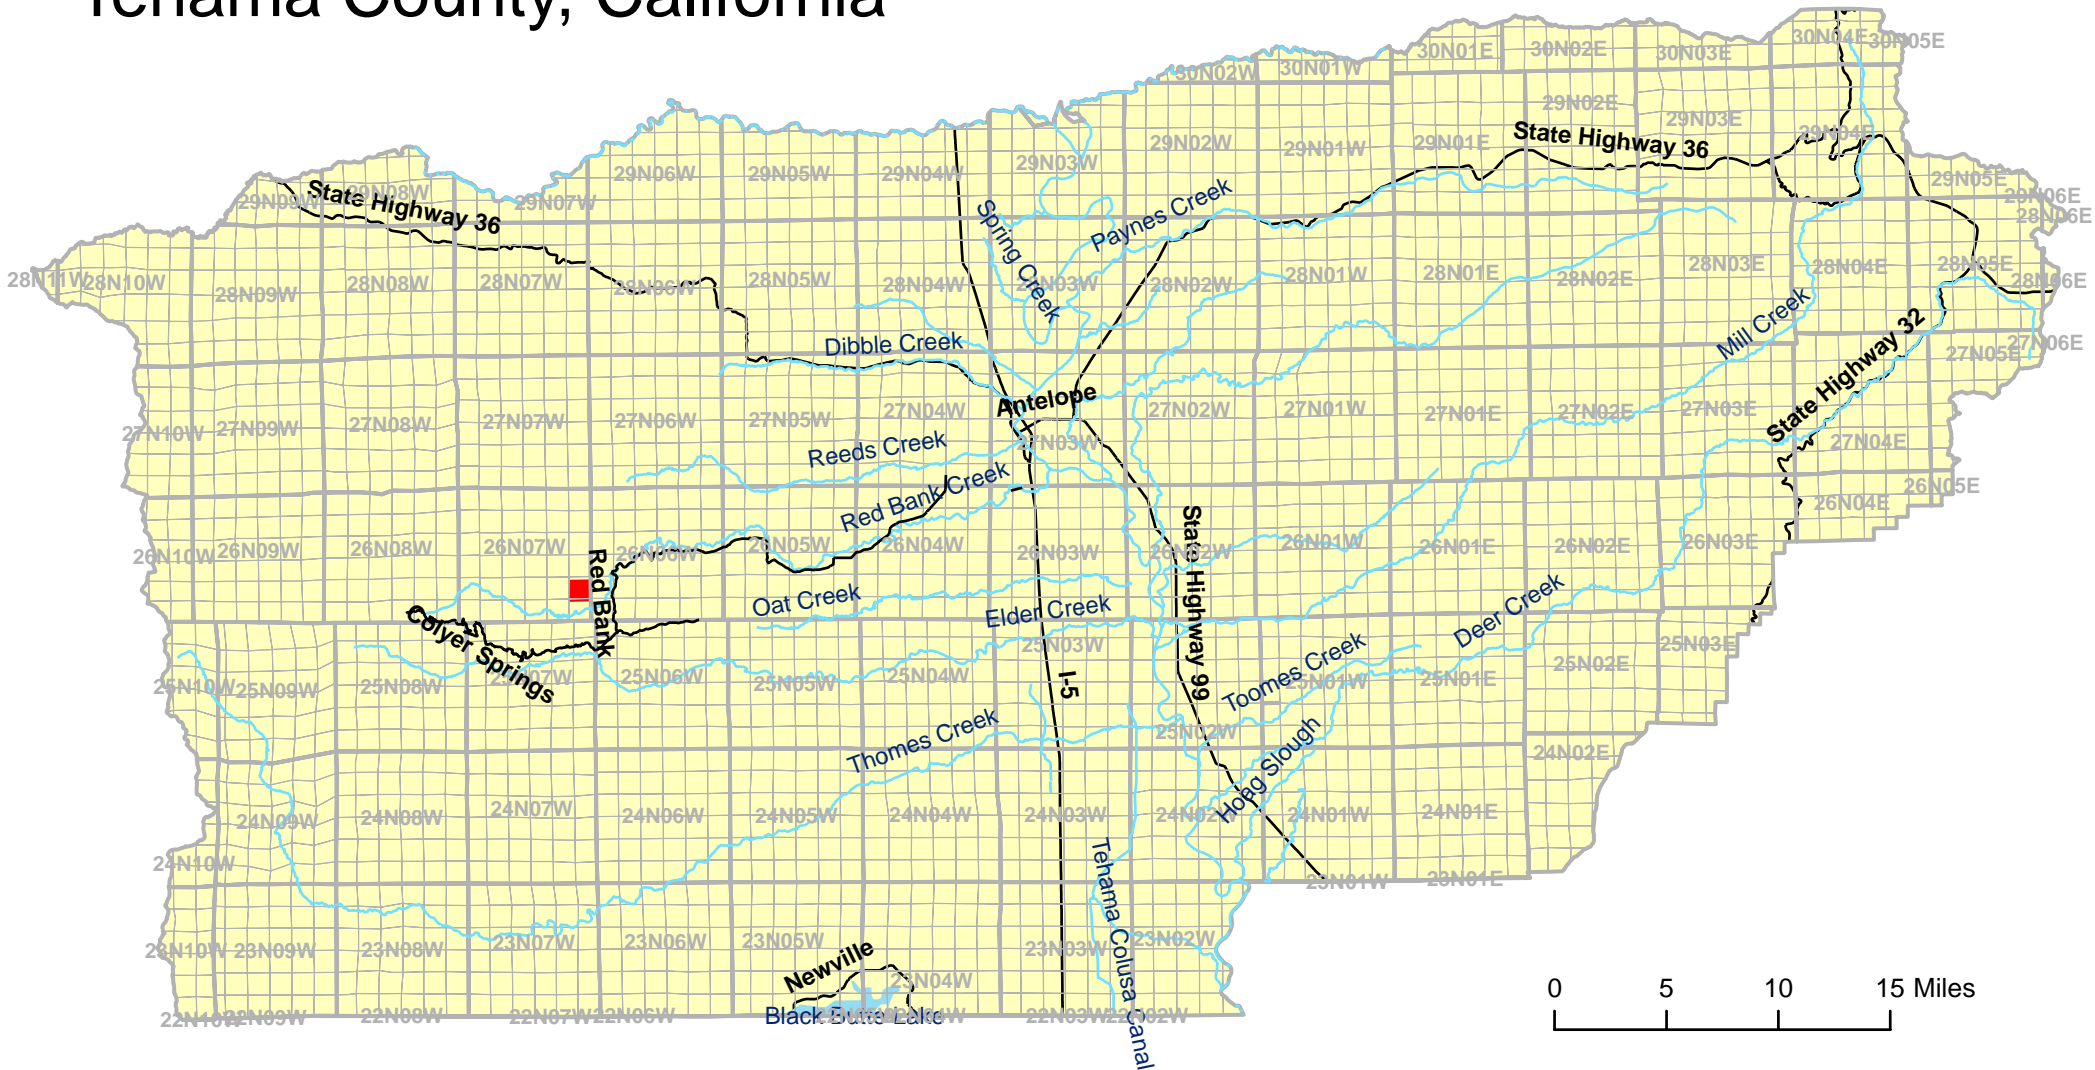 Tehama County, California
30N01E
30N02E
30N03E
30N04E
30N05E
30N02W
30N01W
29N09W
29N08W
29N07W
29N06W
29N05W
29N04W
29N03W
29N02W
29N01W
29N01E
29N02E
29N03E
29N04E
29N05E
29N06E
28N06E
State Highway 36
State Highway 36
Spring Creek
Paynes Creek
28N11W
28N10W
28N09W
28N08W
28N07W
28N06W
28N05W
28N04W
28N03W
28N02W
28N01W
28N01E
28N02E
28N03E
28N04E
28N05E
28N06E
Dibble Creek
Mill Creek
State Highway 32
27N06E
27N05E
Antelope
27N10W
27N09W
27N08W
27N07W
27N06W
27N05W
27N04W
27N03W
27N02W
27N01W
27N01E
27N02E
27N03E
27N04E
Reeds Creek
Red Bank Creek
26N10W
26N09W
26N08W
26N07W
26N06W
26N05W
26N04W
26N03W
26N02W
26N01W
26N01E
26N02E
26N03E
26N04E
26N05E
Red Bank
State Highway 99
Oat Creek
Elder Creek
Deer Creek
Colyer Springs
25N10W
25N09W
25N08W
25N07W
25N06W
25N05W
25N04W
25N03W
25N02W
25N01W
25N01E
25N02E
25N03E
I-5
Toomes Creek
Thomes Creek
Hoag Slough
24N10W
24N09W
24N08W
24N07W
24N06W
24N05W
24N04W
24N03W
24N02W
24N01W
24N01E
24N02E
Tehama Colusa Canal
23N10W
23N09W
23N08W
23N07W
23N06W
23N05W
23N04W
23N03W
23N02W
23N01W
23N01E
Newville
Black Butte Lake
22N10W
22N09W
22N08W
22N07W
22N06W
22N03W
22N02W
0 5 10 15 Miles